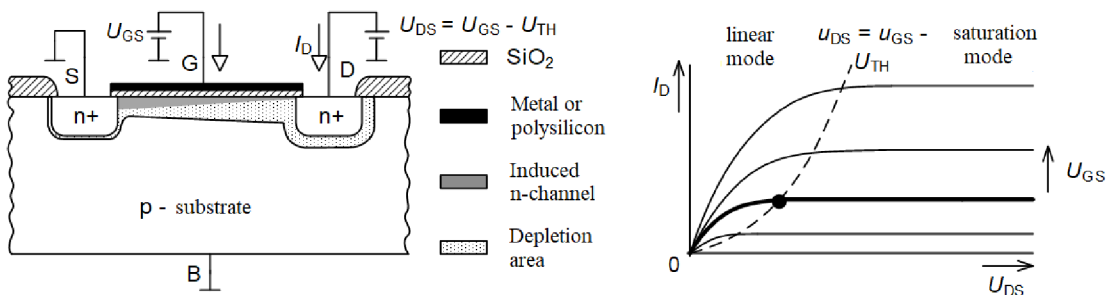 U_GS
I_D
U_DS = U_GS - U_TH
S
G
D
n+
n+
p - substrate
B
SiO₂
Metal or
polysilicon
Induced
n-channel
Depletion
area
linear
mode
u_DS = u_GS -
U_TH
saturation
mode
I_D
U_GS
0
U_DS